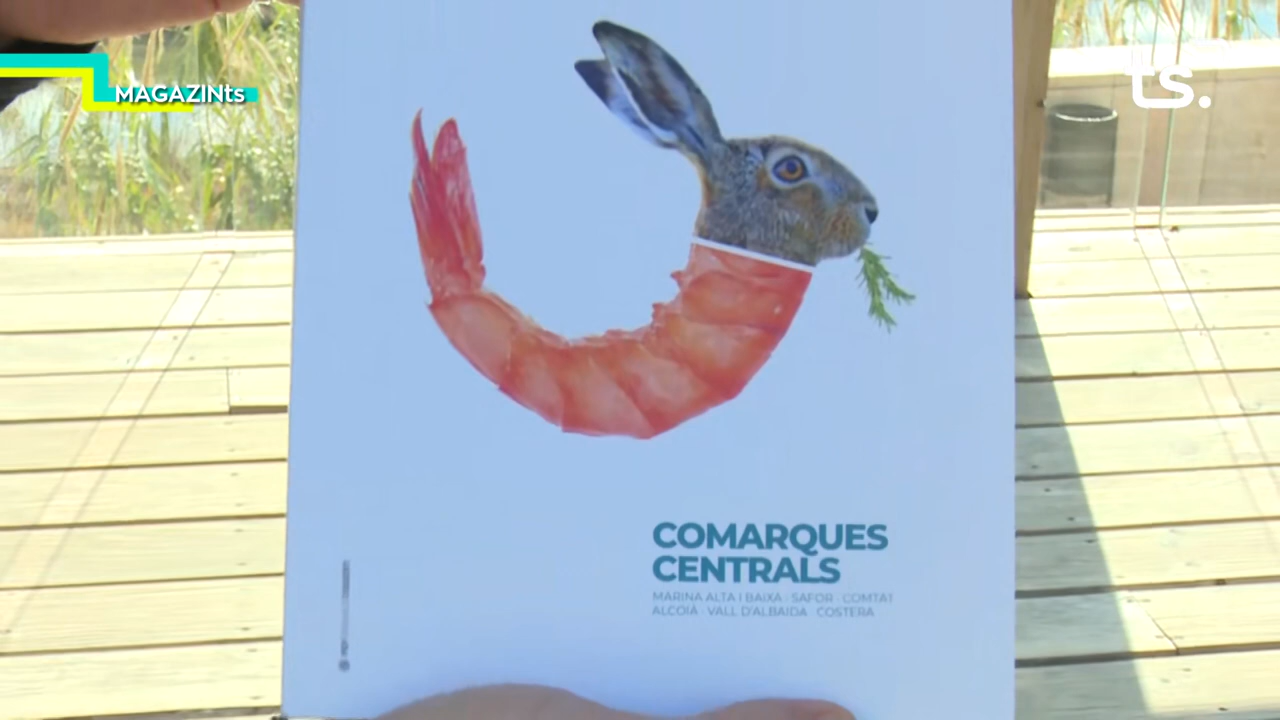 MAGAZINts
ts.
COMARQUES
CENTRALS
MARINA ALTA I BAIXA · SAFOR · COMTAT
ALCOIÀ · VALL D'ALBAIDA · COSTERA